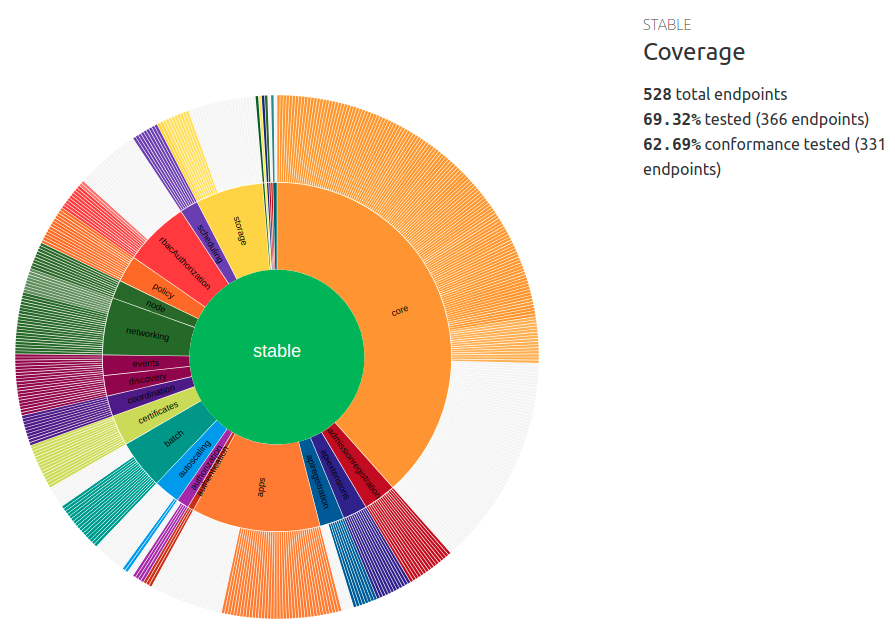 STABLE
Coverage
528 total endpoints
69.32% tested (366 endpoints)
62.69% conformance tested (331
endpoints)
stable
core
admissionregistration
apiextensions
apiregistration
apps
authentication
authorization
autoscaling
batch
certificates
coordination
discovery
events
networking
node
policy
rbacAuthorization
scheduling
storage